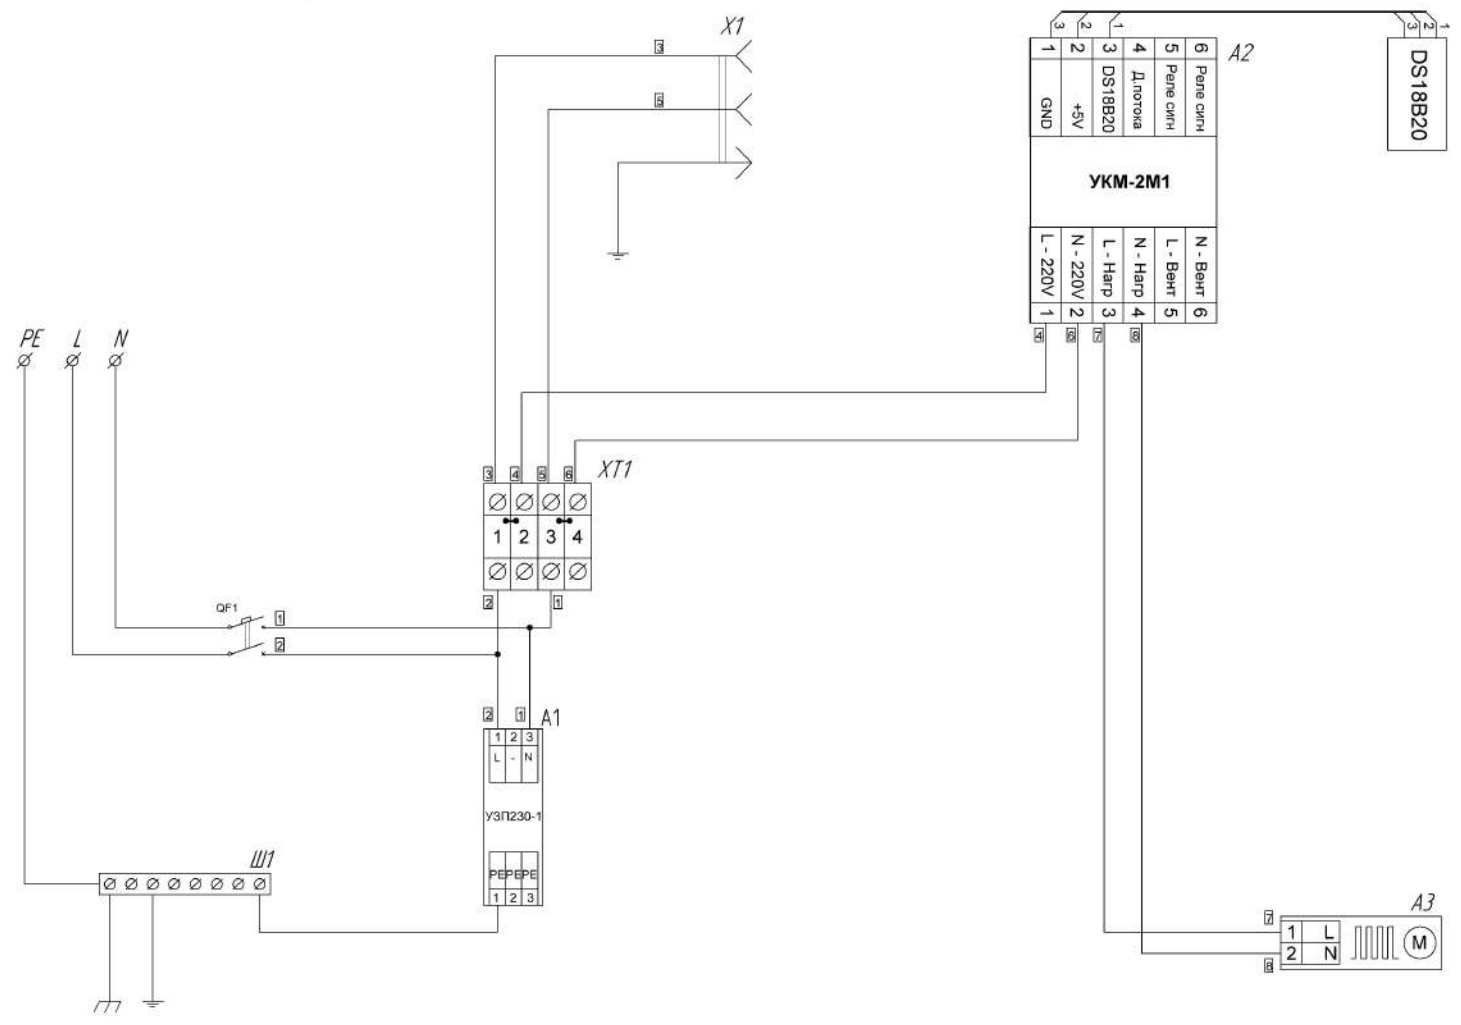 X1
3
5
3 2 1
3 2 1
1 2 3 4 5 6
A2
GND
+5V
DS18B20
Д.потока
Реле сигн
Реле сигн
DS18B20
УКМ-2М1
L - 220V
N - 220V
L - Нагр
N - Нагр
L - Вент
N - Вент
1 2 3 4 5 6
4 6 7 8
PE L N
3 4 5 6
XT1
1 2 3 4
2 1
QF1
1
2
2 1
A1
1 2 3
L - N
УЗП230-1
PE PE PE
1 2 3
Ш1
A3
7
1 L
2 N
M
8